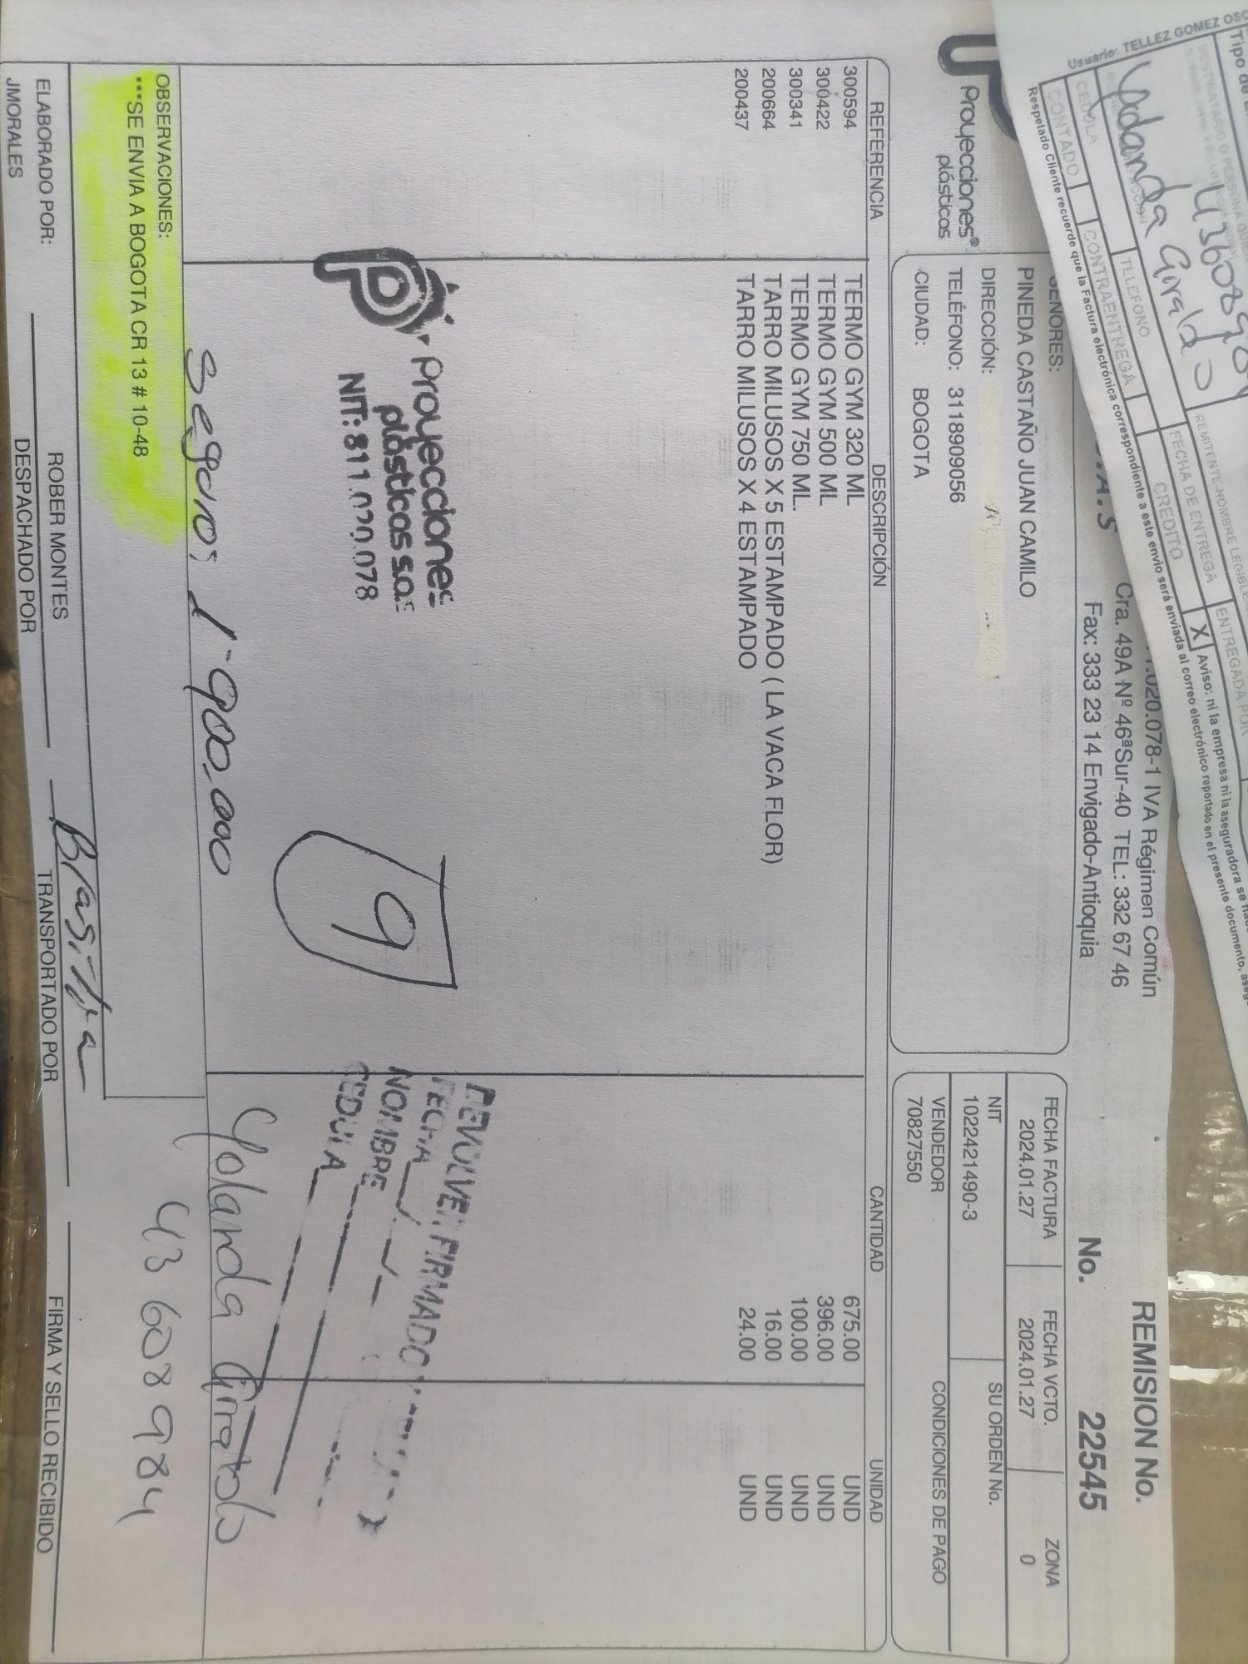 Usuario: TELLEZ GOMEZ
Tipo de
Yolanda Giraldo
CEDULA
TELEFONO
FECHA DE ENTREGA
ENTREGADA POR
CONTADO
CONTRAENTREGA
CREDITO
X
Aviso: ni la empresa ni la aseguradora se
Respetado Cliente recuerde que la Factura electrónica correspondiente a este envío será enviada al correo electrónico reportado en el presente documento,
Proyecciones®
plásticos
.020.078-1 IVA Régimen Común
Cra. 49A Nº 46ªSur-40 TEL: 332 67 46
Fax: 333 23 14 Envigado-Antioquia
REMISION No.
No. 22545
SEÑORES:
PINEDA CASTAÑO JUAN CAMILO
DIRECCIÓN:
TELÉFONO: 3118909056
CIUDAD: BOGOTA
FECHA FACTURA FECHA VCTO. ZONA
2024.01.27 2024.01.27 0
NIT SU ORDEN No.
1022421490-3
VENDEDOR CONDICIONES DE PAGO
70827550
REFERENCIA DESCRIPCIÓN CANTIDAD UNIDAD
300594 TERMO GYM 320 ML 675.00 UND
300422 TERMO GYM 500 ML 396.00 UND
300341 TERMO GYM 750 ML. 100.00 UND
200664 TARRO MILUSOS X 5 ESTAMPADO ( LA VACA FLOR) 16.00 UND
200437 TARRO MILUSOS X 4 ESTAMPADO 24.00 UND
Proyecciones
plásticos s.a.s
NIT: 811.020.078
9
DEVOLVER FIRMADO
FECHA
NOMBRE
CEDULA
Seguros 1.900.000
Yolanda Giraldo
43 608 984
OBSERVACIONES:
***SE ENVIA A BOGOTA CR 13 # 10-48
ELABORADO POR:
JMORALES
ROBER MONTES
DESPACHADO POR
TRANSPORTADO POR
FIRMA Y SELLO RECIBIDO